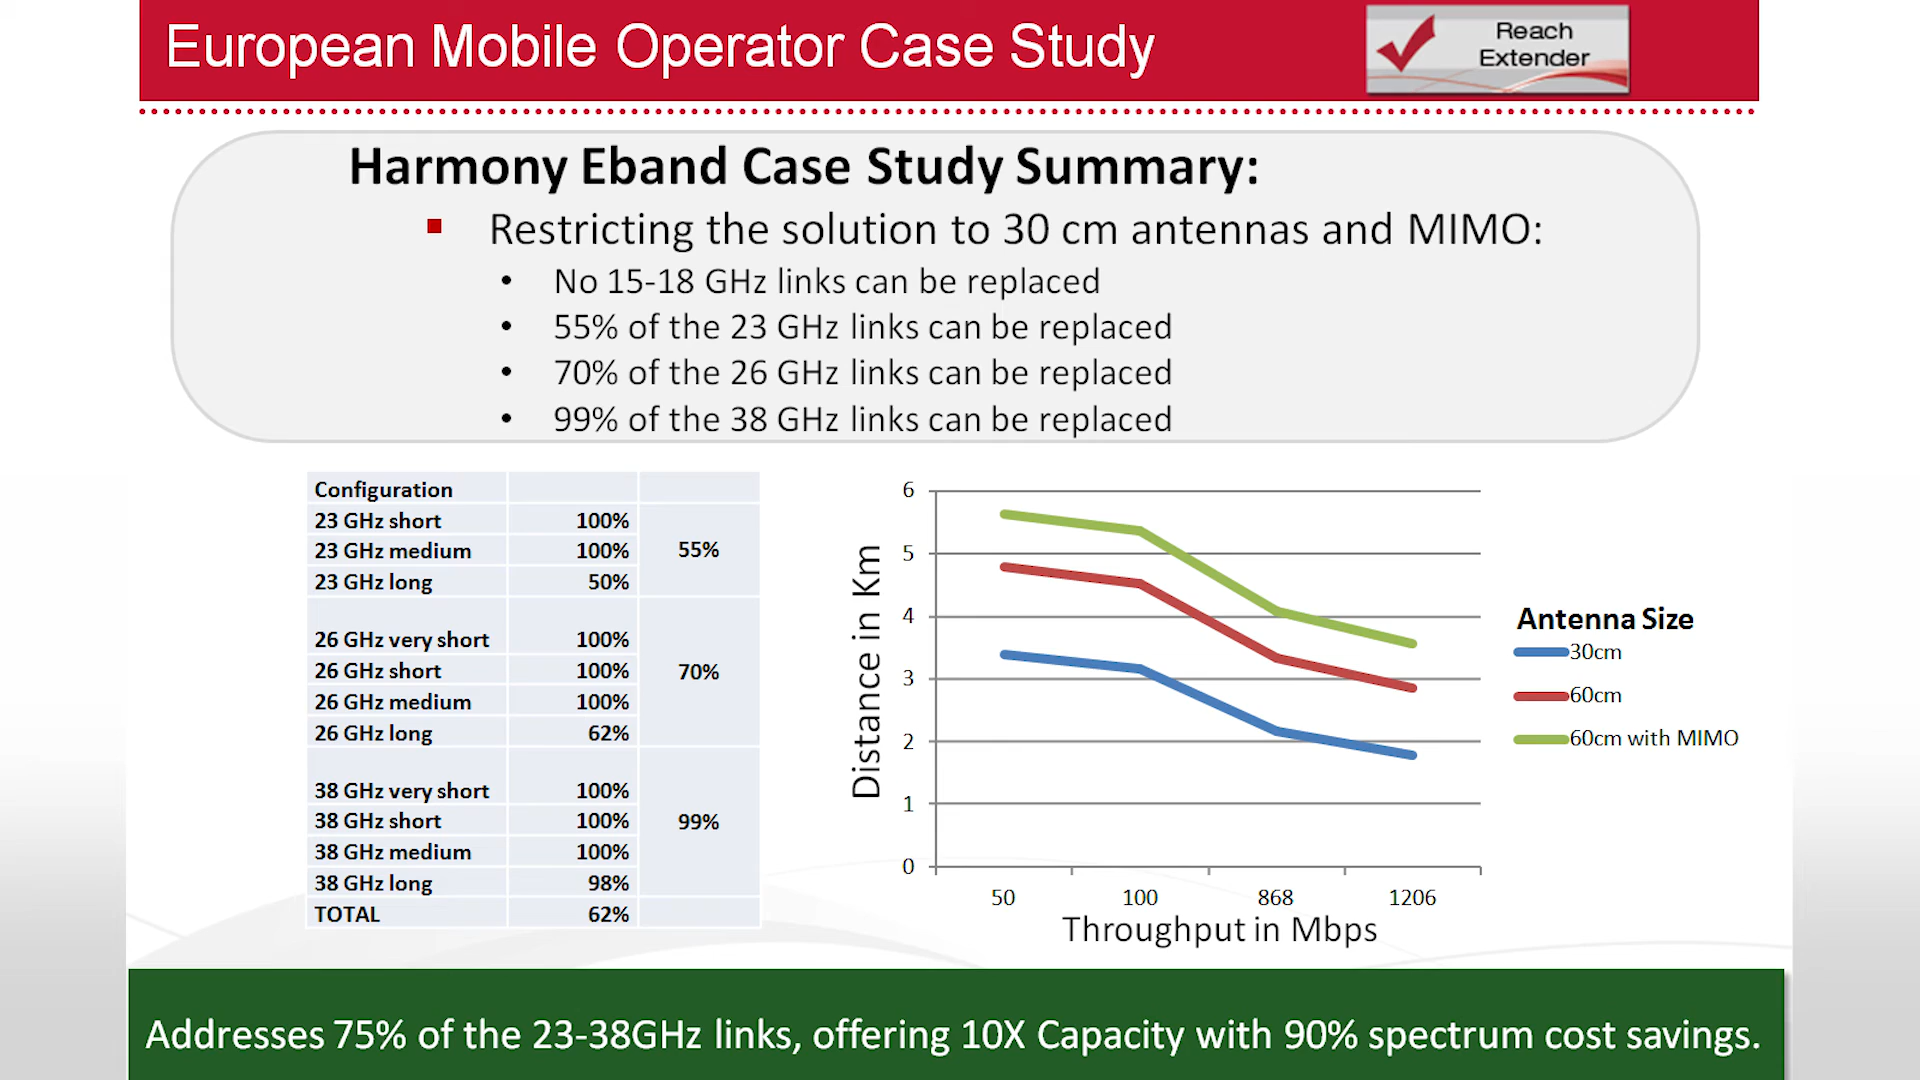 European Mobile Operator Case Study
Reach
Extender
Harmony Eband Case Study Summary:
Restricting the solution to 30 cm antennas and MIMO:
• No 15-18 GHz links can be replaced
• 55% of the 23 GHz links can be replaced
• 70% of the 26 GHz links can be replaced
• 99% of the 38 GHz links can be replaced
Configuration
23 GHz short 100%
23 GHz medium 100% 55%
23 GHz long 50%
26 GHz very short 100%
26 GHz short 100% 70%
26 GHz medium 100%
26 GHz long 62%
38 GHz very short 100%
38 GHz short 100% 99%
38 GHz medium 100%
38 GHz long 98%
TOTAL 62%
Distance in Km
6
5
4
3
2
1
0
50 100 868 1206
Throughput in Mbps
Antenna Size
30cm
60cm
60cm with MIMO
Addresses 75% of the 23-38GHz links, offering 10X Capacity with 90% spectrum cost savings.